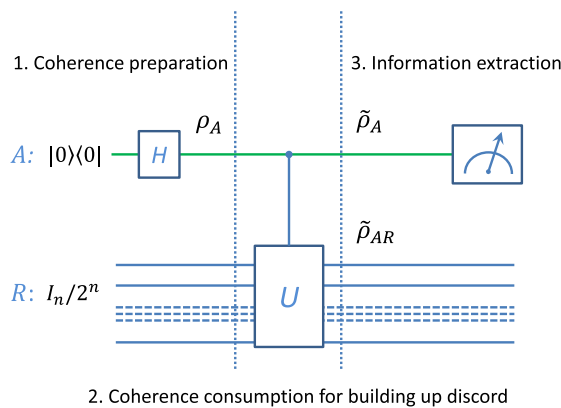 1. Coherence preparation
3. Information extraction
ρ_A
ρ̃_A
A: |0⟩⟨0|
H
ρ̃_AR
R: I_n/2^n
U
2. Coherence consumption for building up discord